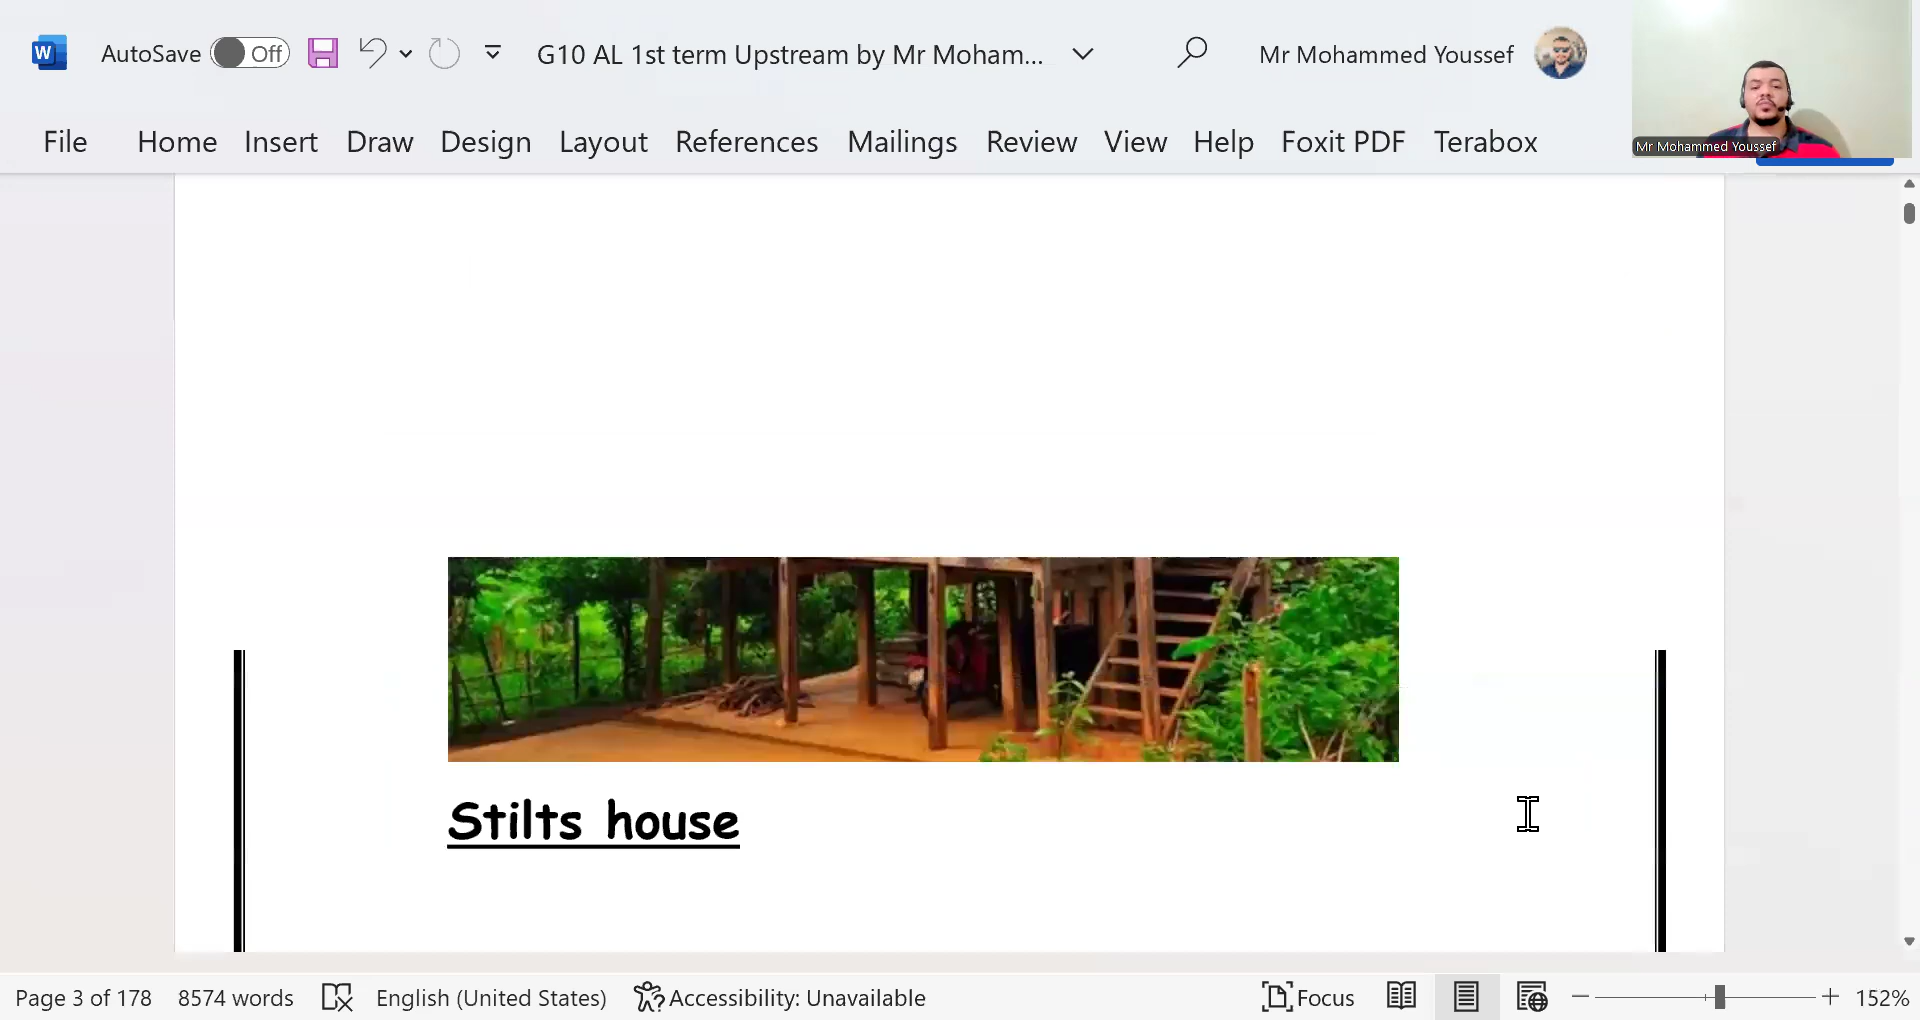 W
AutoSave Off G10 AL 1st term Upstream by Mr Moham... Mr Mohammed Youssef
Mr Mohammed Youssef
File Home Insert Draw Design Layout References Mailings Review View Help Foxit PDF Terabox
Stilts house
Page 3 of 178 8574 words English (United States) Accessibility: Unavailable Focus 152%